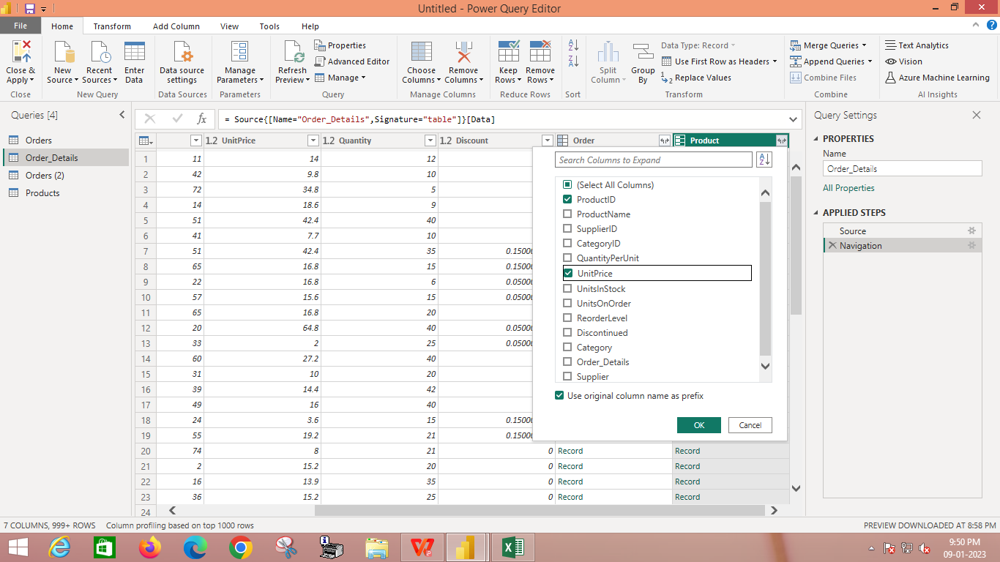 Untitled - Power Query Editor
File Home Transform Add Column View Tools Help
Close & Apply
Close
New Source
Recent Sources
Enter Data
New Query
Data source settings
Data Sources
Manage Parameters
Parameters
Refresh Preview
Properties
Advanced Editor
Manage
Query
Choose Columns
Remove Columns
Manage Columns
Keep Rows
Remove Rows
Reduce Rows
Sort
Split Column
Group By
Data Type: Record
Use First Row as Headers
Replace Values
Transform
Merge Queries
Append Queries
Combine Files
Combine
Text Analytics
Vision
Azure Machine Learning
AI Insights
Queries [4]
Orders
Order_Details
Orders (2)
Products
= Source{[Name="Order_Details",Signature="table"]}[Data]
1.2 UnitPrice 1.2 Quantity 1.2 Discount Order Product
1 11 14 12
2 42 9.8 10
3 72 34.8 5
4 14 18.6 9
5 51 42.4 40
6 41 7.7 10
7 51 42.4 35 0.15000
8 65 16.8 15 0.15000
9 22 16.8 6 0.05000
10 57 15.6 15 0.05000
11 65 16.8 20
12 20 64.8 40 0.05000
13 33 2 25 0.05000
14 60 27.2 40
15 31 10 20
16 39 14.4 42
17 49 16 40
18 24 3.6 15 0.15000
19 55 19.2 21 0.15000
20 74 8 21 0 Record Record
21 2 15.2 20 0 Record Record
22 16 13.9 35 0 Record Record
23 36 15.2 25 0 Record Record
24
Search Columns to Expand
(Select All Columns)
ProductID
ProductName
SupplierID
CategoryID
QuantityPerUnit
UnitPrice
UnitsInStock
UnitsOnOrder
ReorderLevel
Discontinued
Category
Order_Details
Supplier
Use original column name as prefix
OK Cancel
Query Settings
PROPERTIES
Name
Order_Details
All Properties
APPLIED STEPS
Source
Navigation
7 COLUMNS, 999+ ROWS Column profiling based on top 1000 rows PREVIEW DOWNLOADED AT 8:58 PM
9:50 PM
09-01-2023